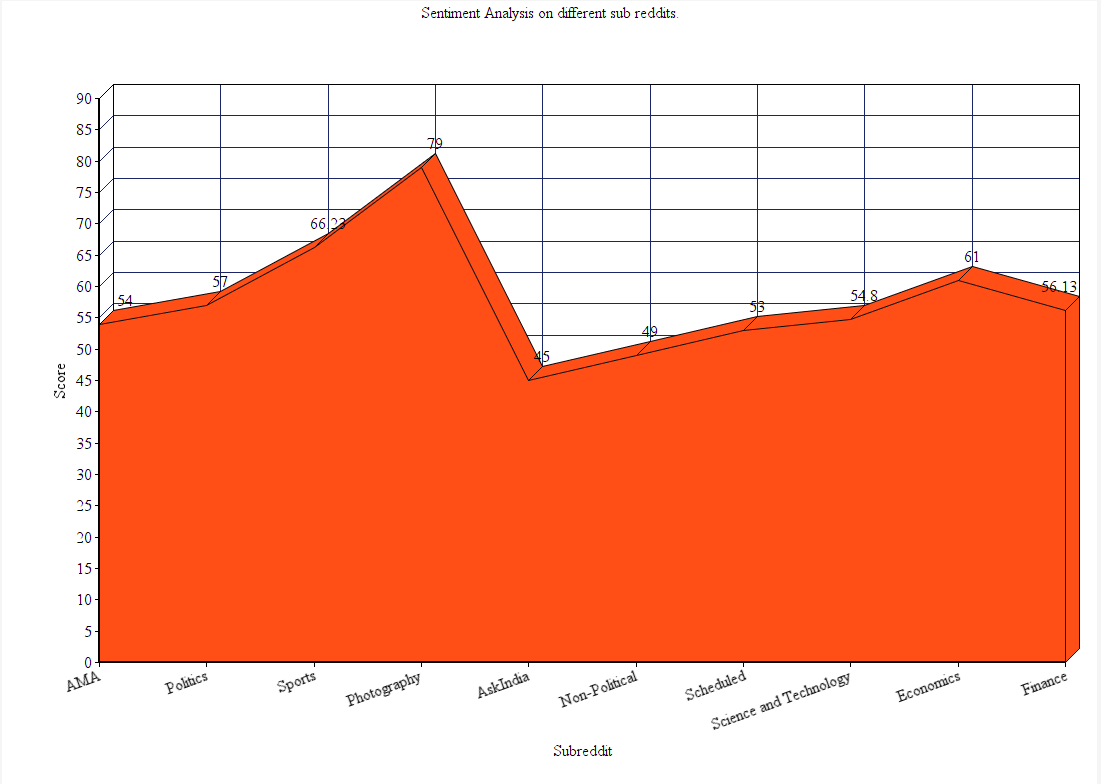 Sentiment Analysis on different sub reddits.
90
85
80
75
70
65
60
55
50
45
40
35
30
25
20
15
10
5
0
Score
54
57
66.23
79
45
49
53
54.8
61
56.13
AMA
Politics
Sports
Photography
AskIndia
Non-Political
Scheduled
Science and Technology
Economics
Finance
Subreddit